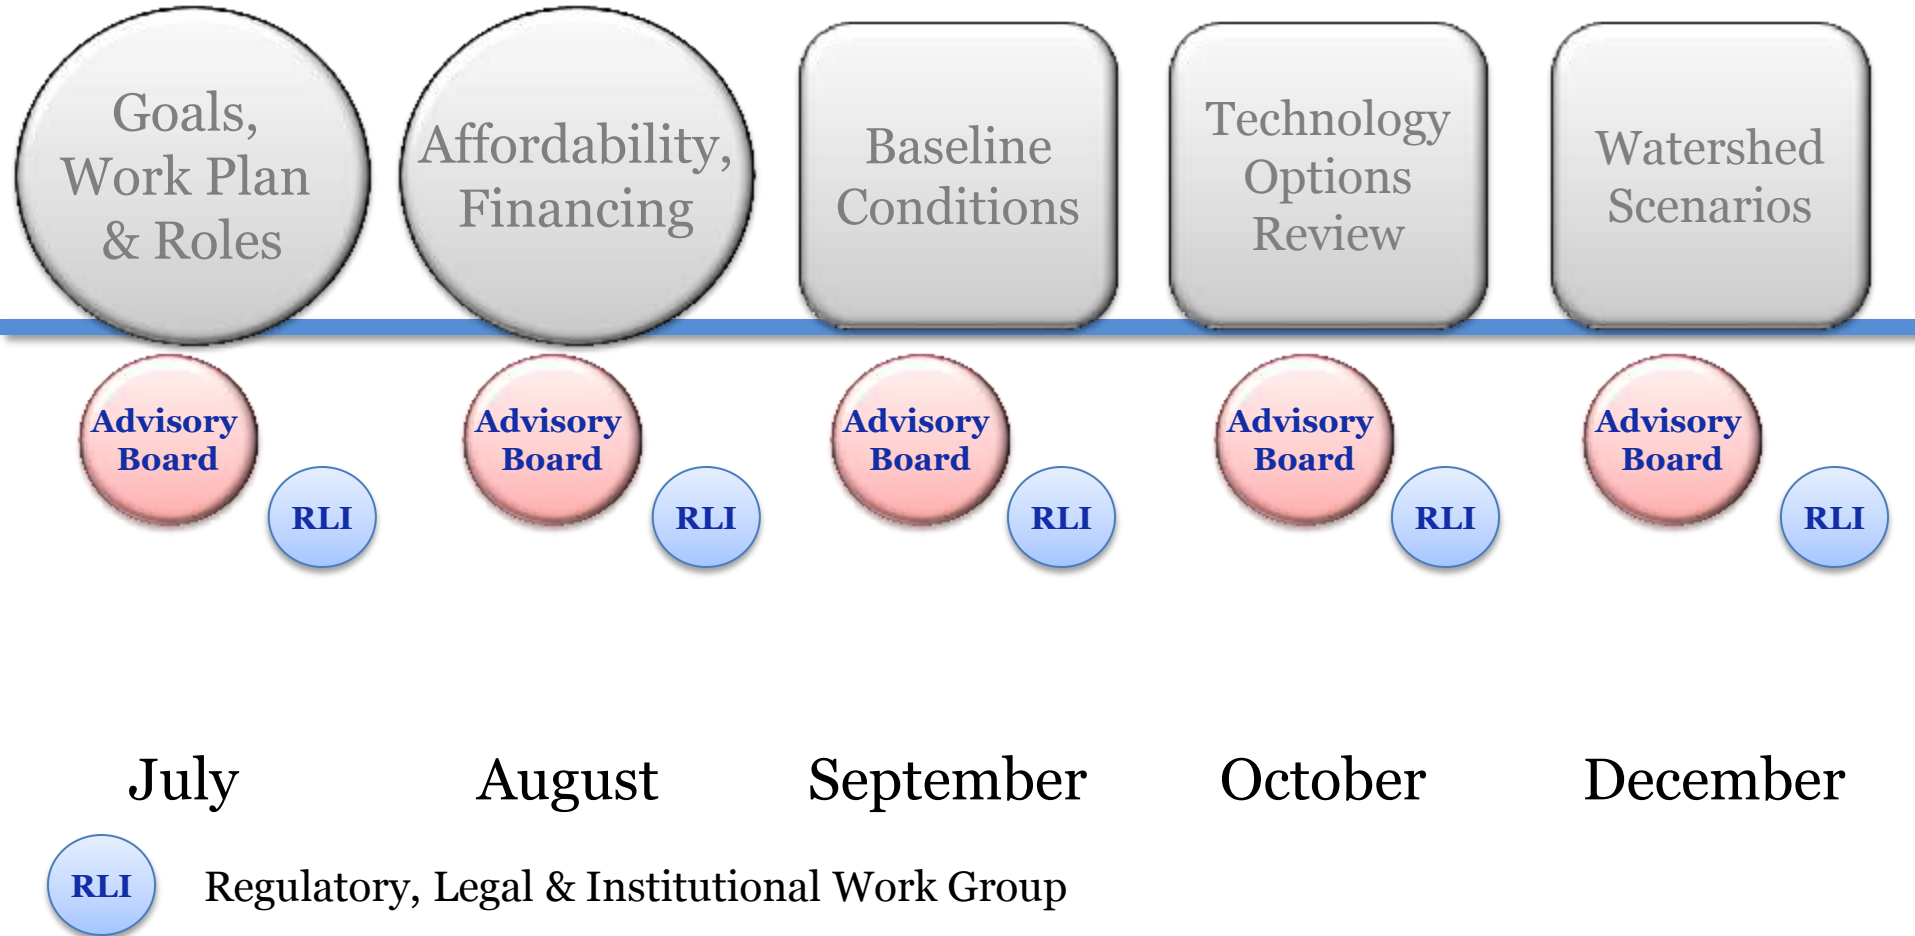 Goals,
Work Plan
& Roles
Affordability,
Financing
Baseline
Conditions
Technology
Options
Review
Watershed
Scenarios
Advisory
Board
RLI
Advisory
Board
RLI
Advisory
Board
RLI
Advisory
Board
RLI
Advisory
Board
RLI
July
August
September
October
December
RLI
Regulatory, Legal & Institutional Work Group